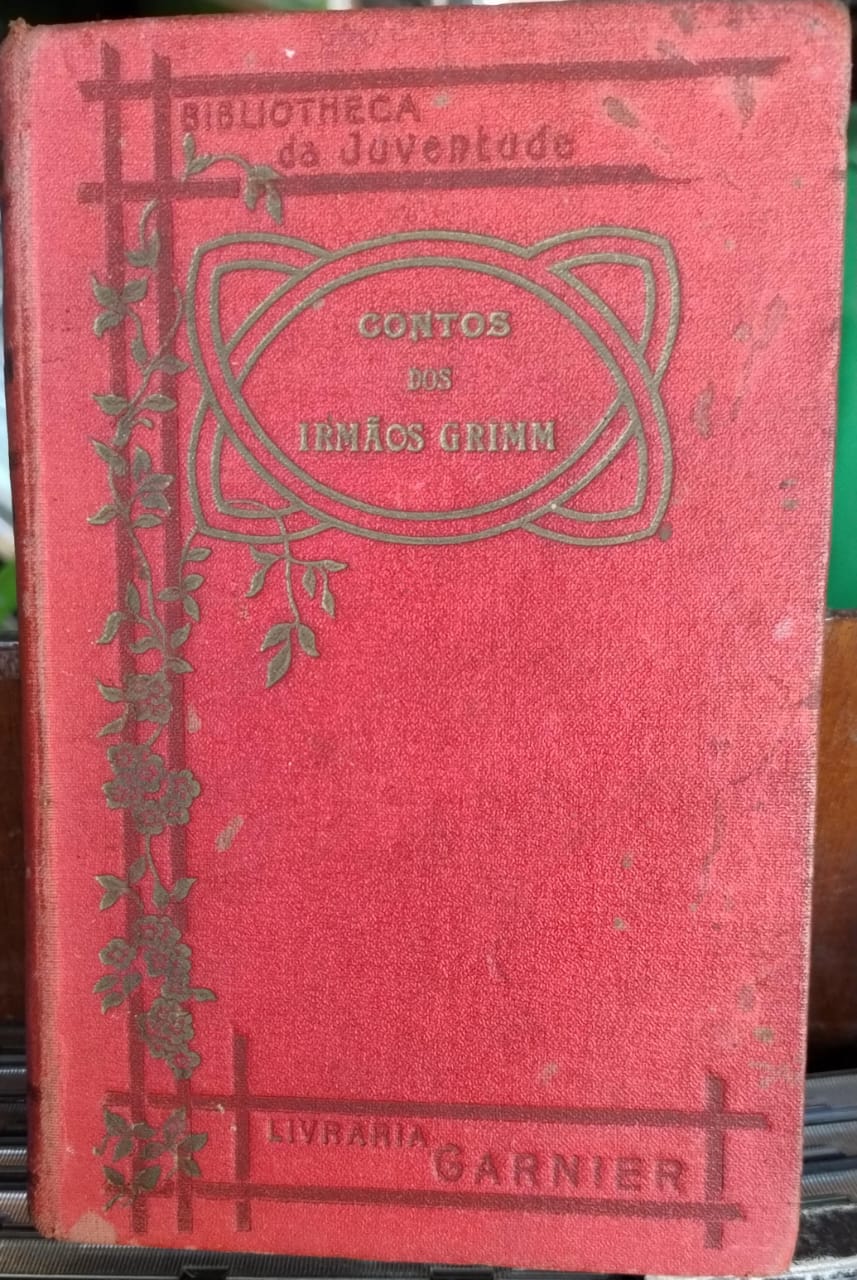 BIBLIOTHECA
da Juventude
CONTOS
DOS
IRMÃOS GRIMM
LIVRARIA
GARNIER